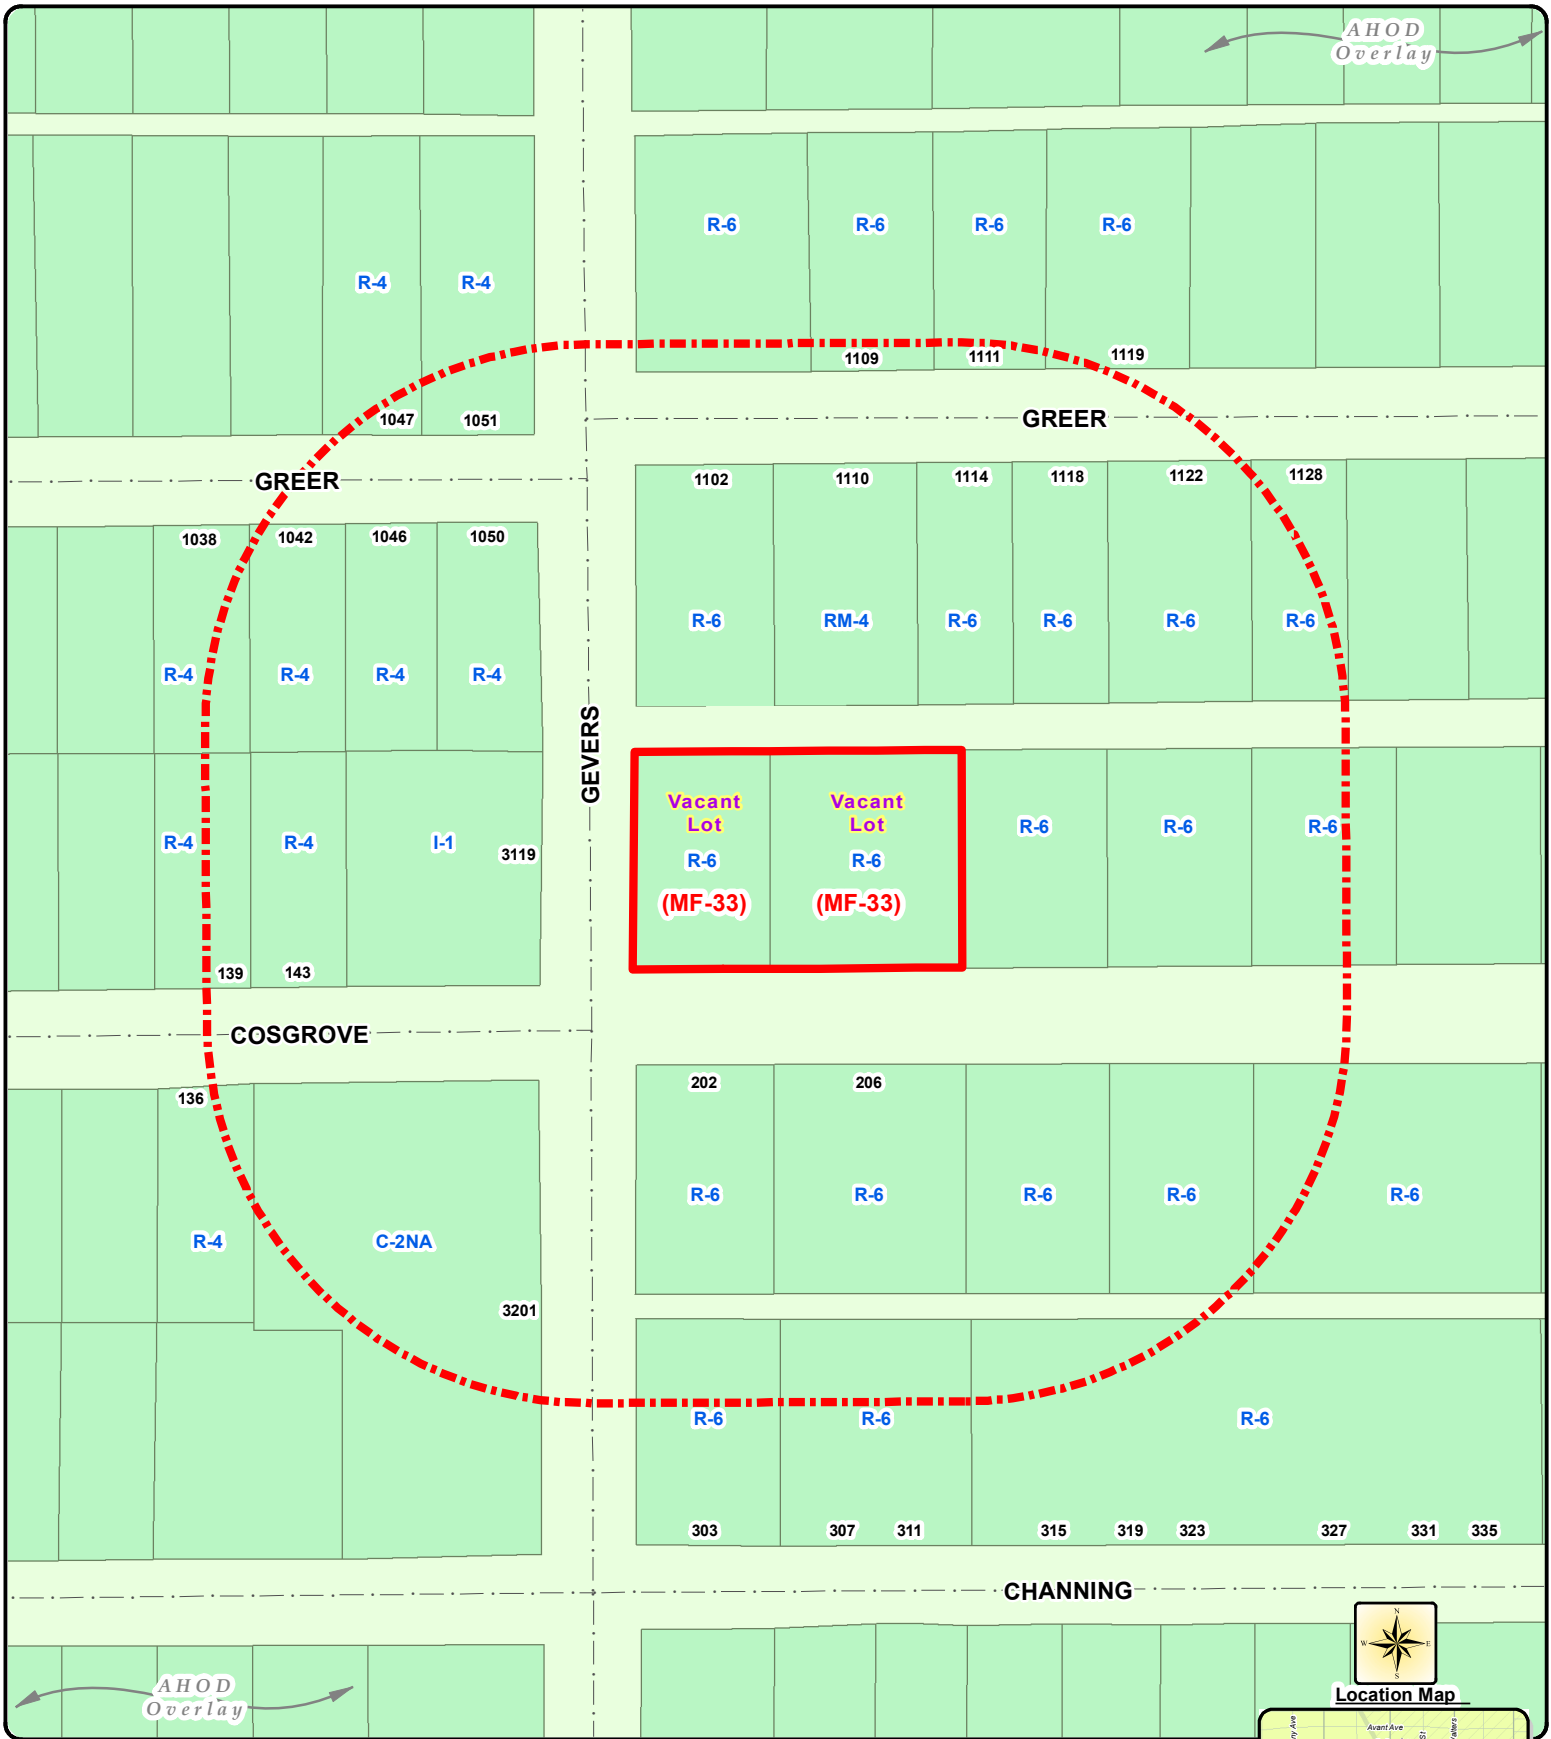 AHOD
Overlay
R-6 R-6 R-6 R-6
R-4 R-4
1109 1111 1119
1047 1051
GREER
GREER
1102 1110 1114 1118 1122 1128
1038 1042 1046 1050
R-6 RM-4 R-6 R-6 R-6 R-6
R-4 R-4 R-4 R-4
GEVERS
Vacant Vacant
Lot Lot
R-6 R-6 R-6
R-4 R-4 I-1 3119
R-6 R-6
(MF-33) (MF-33)
139 143
COSGROVE
202 206
136
R-6 R-6 R-6 R-6 R-6
R-4 C-2NA
3201
R-6 R-6 R-6
303 307 311 315 319 323 327 331 335
CHANNING
N
W E
S
AHOD
Overlay
Location Map
Avant Ave